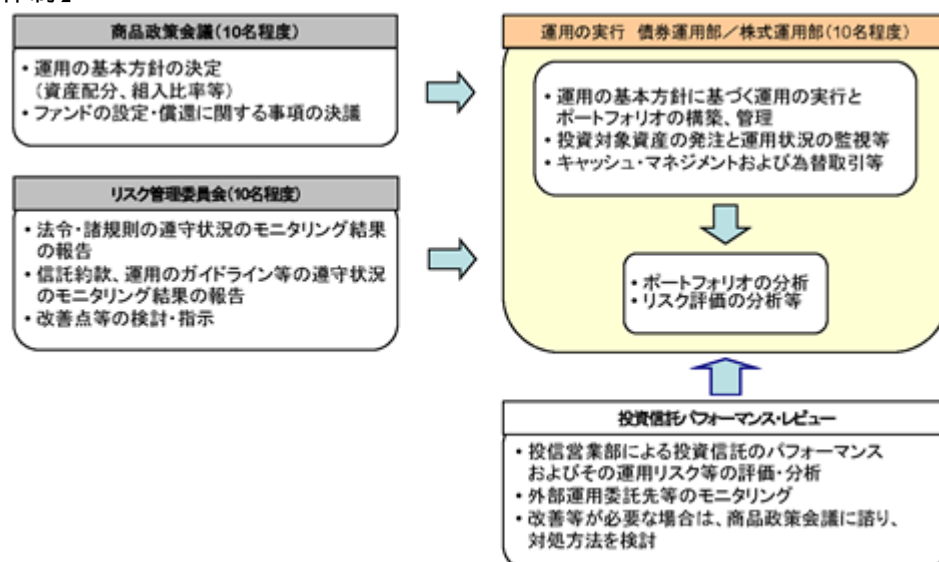 商品政策会議(10名程度)
・運用の基本方針の決定
(資産配分、組入比率等)
・ファンドの設定・償還に関する事項の決議
リスク管理委員会(10名程度)
・法令・諸規則の遵守状況のモニタリング結果
の報告
・信託約款、運用のガイドライン等の遵守状況
のモニタリング結果の報告
・改善点等の検討・指示
運用の実行 債券運用部/株式運用部(10名程度)
・運用の基本方針に基づく運用の実行と
ポートフォリオの構築、管理
・投資対象資産の発注と運用状況の監視等
・キャッシュ・マネジメントおよび為替取引等
・ポートフォリオの分析
・リスク評価の分析等
投資信託パフォーマンス・レビュー
・投信営業部による投資信託のパフォーマンス
およびその運用リスク等の評価・分析
・外部運用委託先等のモニタリング
・改善等が必要な場合は、商品政策会議に諮り、
対処方法を検討